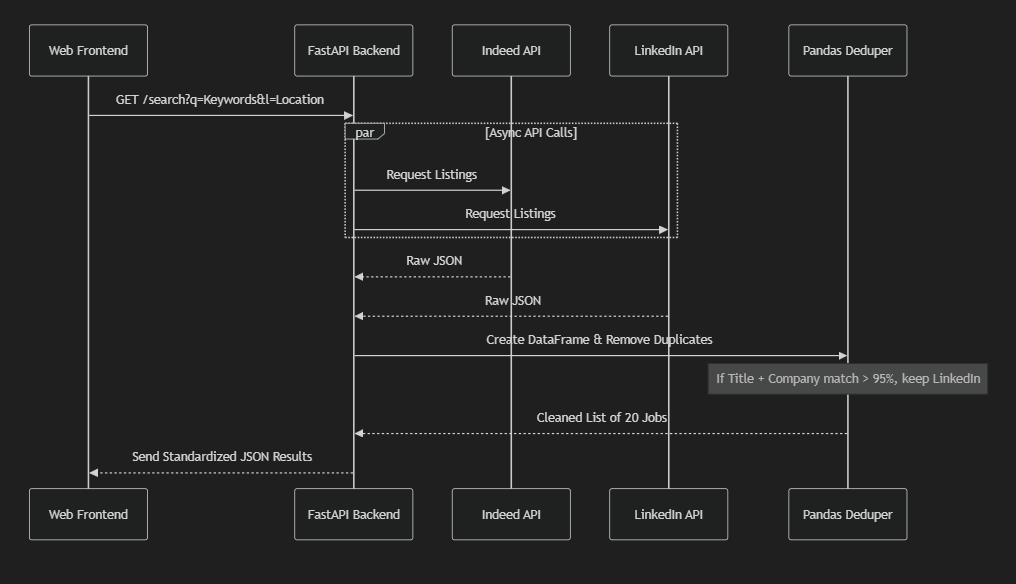 Web Frontend
FastAPI Backend
Indeed API
LinkedIn API
Pandas Deduper
GET /search?q=Keywords&l=Location
par
[Async API Calls]
Request Listings
Request Listings
Raw JSON
Raw JSON
Create DataFrame & Remove Duplicates
If Title + Company match > 95%, keep LinkedIn
Cleaned List of 20 Jobs
Send Standardized JSON Results
Web Frontend
FastAPI Backend
Indeed API
LinkedIn API
Pandas Deduper